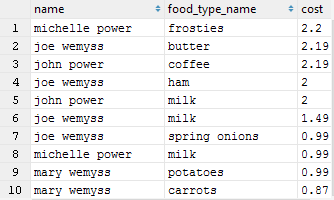 name food_type_name cost
1 michelle power frosties 2.2
2 joe wemyss butter 2.19
3 john power coffee 2.19
4 joe wemyss ham 2
5 john power milk 2
6 joe wemyss milk 1.49
7 joe wemyss spring onions 0.99
8 michelle power milk 0.99
9 mary wemyss potatoes 0.99
10 mary wemyss carrots 0.87